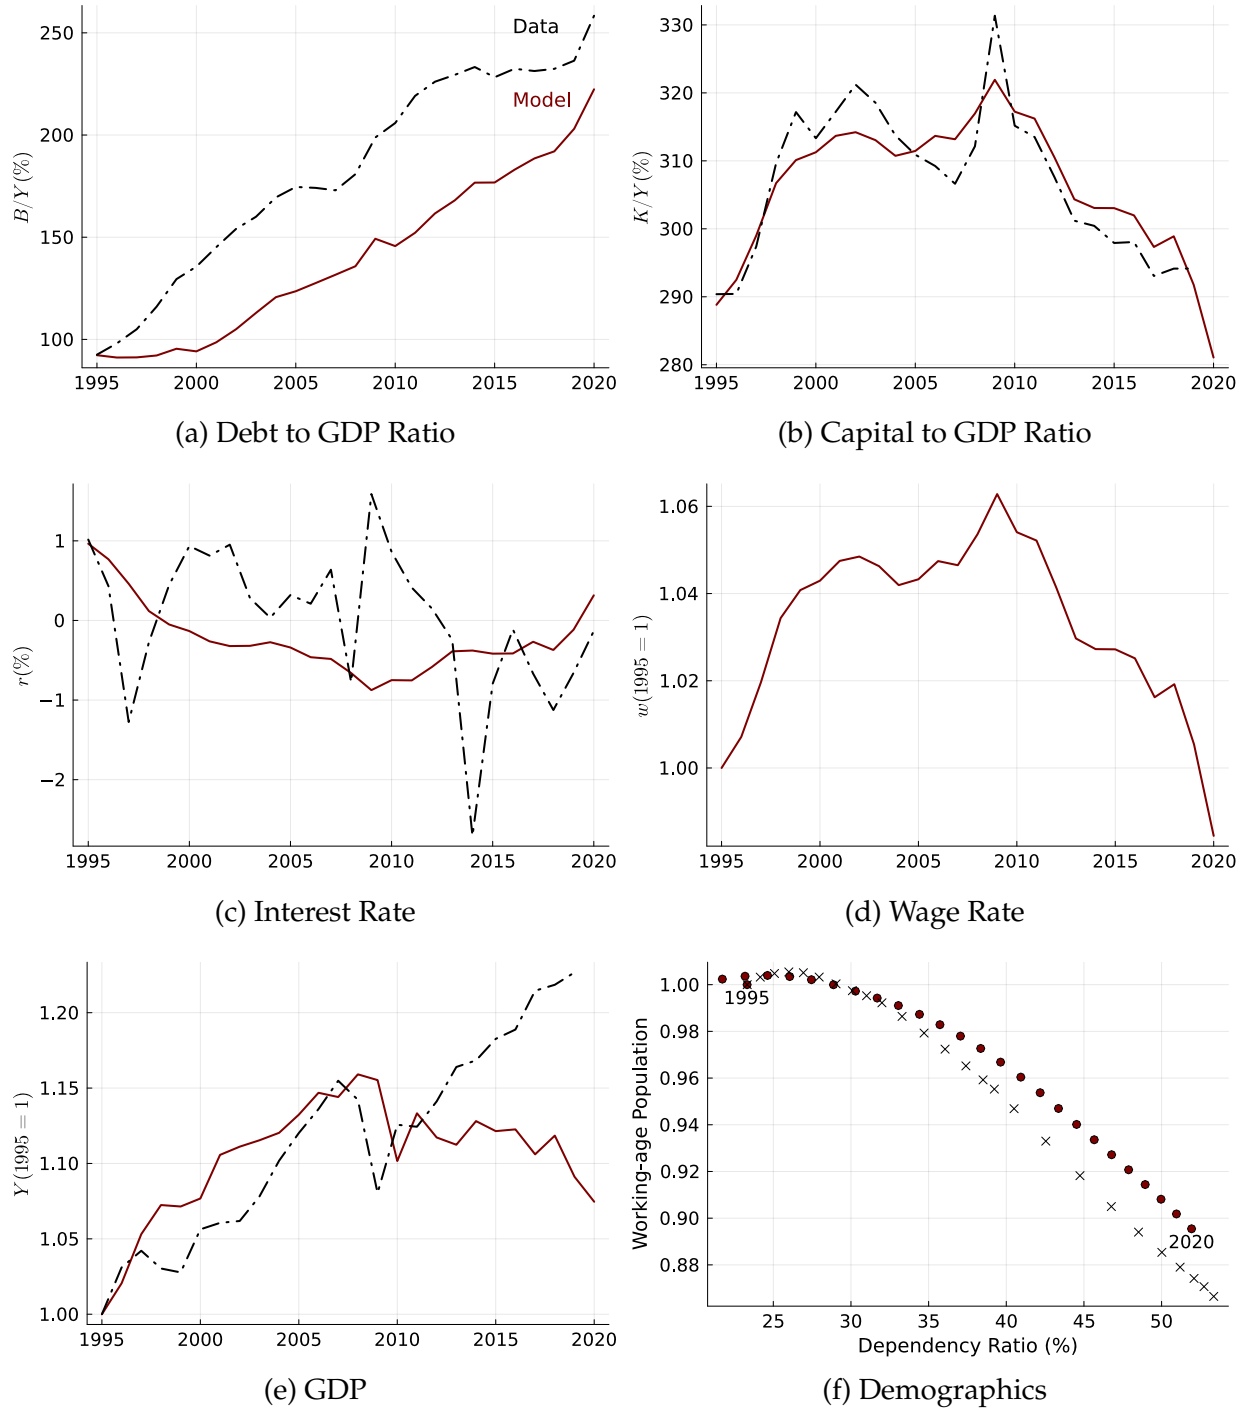 Data
Model
B/Y(%)
250
200
150
100
1995 2000 2005 2010 2015 2020
(a) Debt to GDP Ratio
K/Y(%)
330
320
310
300
290
280
1995 2000 2005 2010 2015 2020
(b) Capital to GDP Ratio
r(%)
1
0
−1
−2
1995 2000 2005 2010 2015 2020
(c) Interest Rate
w(1995 = 1)
1.06
1.04
1.02
1.00
1995 2000 2005 2010 2015 2020
(d) Wage Rate
Y(1995 = 1)
1.20
1.15
1.10
1.05
1.00
1995 2000 2005 2010 2015 2020
(e) GDP
Working-age Population
1.00
0.98
0.96
0.94
0.92
0.90
0.88
1995
2020
25 30 35 40 45 50
Dependency Ratio (%)
(f) Demographics